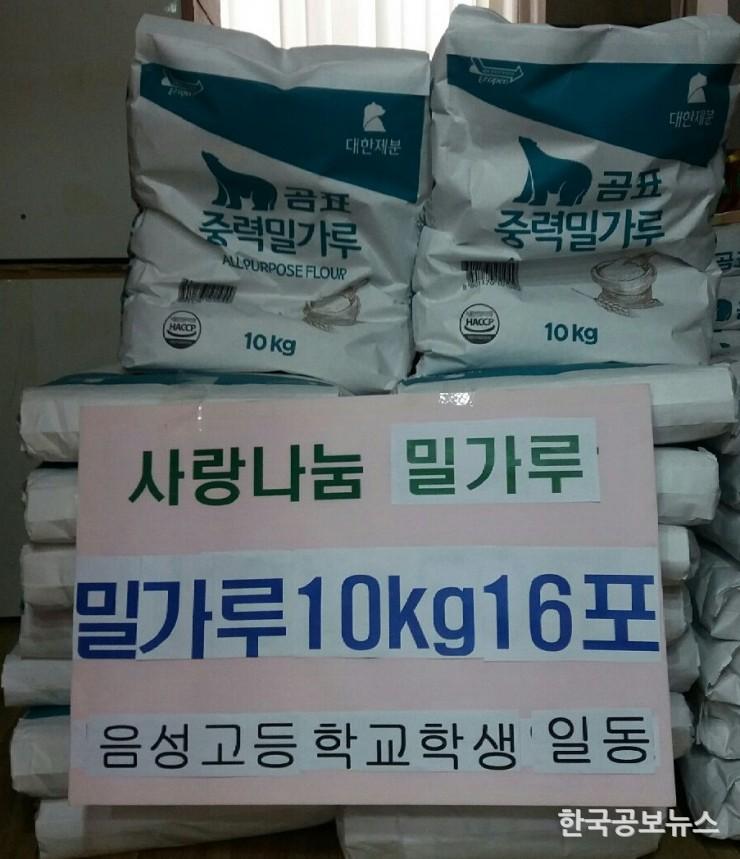 대한제분
곰표
중력밀가루
ALLPURPOSE FLOUR
HACCP
10kg
대한제분
곰표
중력밀가루
HACCP
10kg
사랑나눔 밀가루
밀가루10kg16포
음성고등학교학생 일동
한국공보뉴스